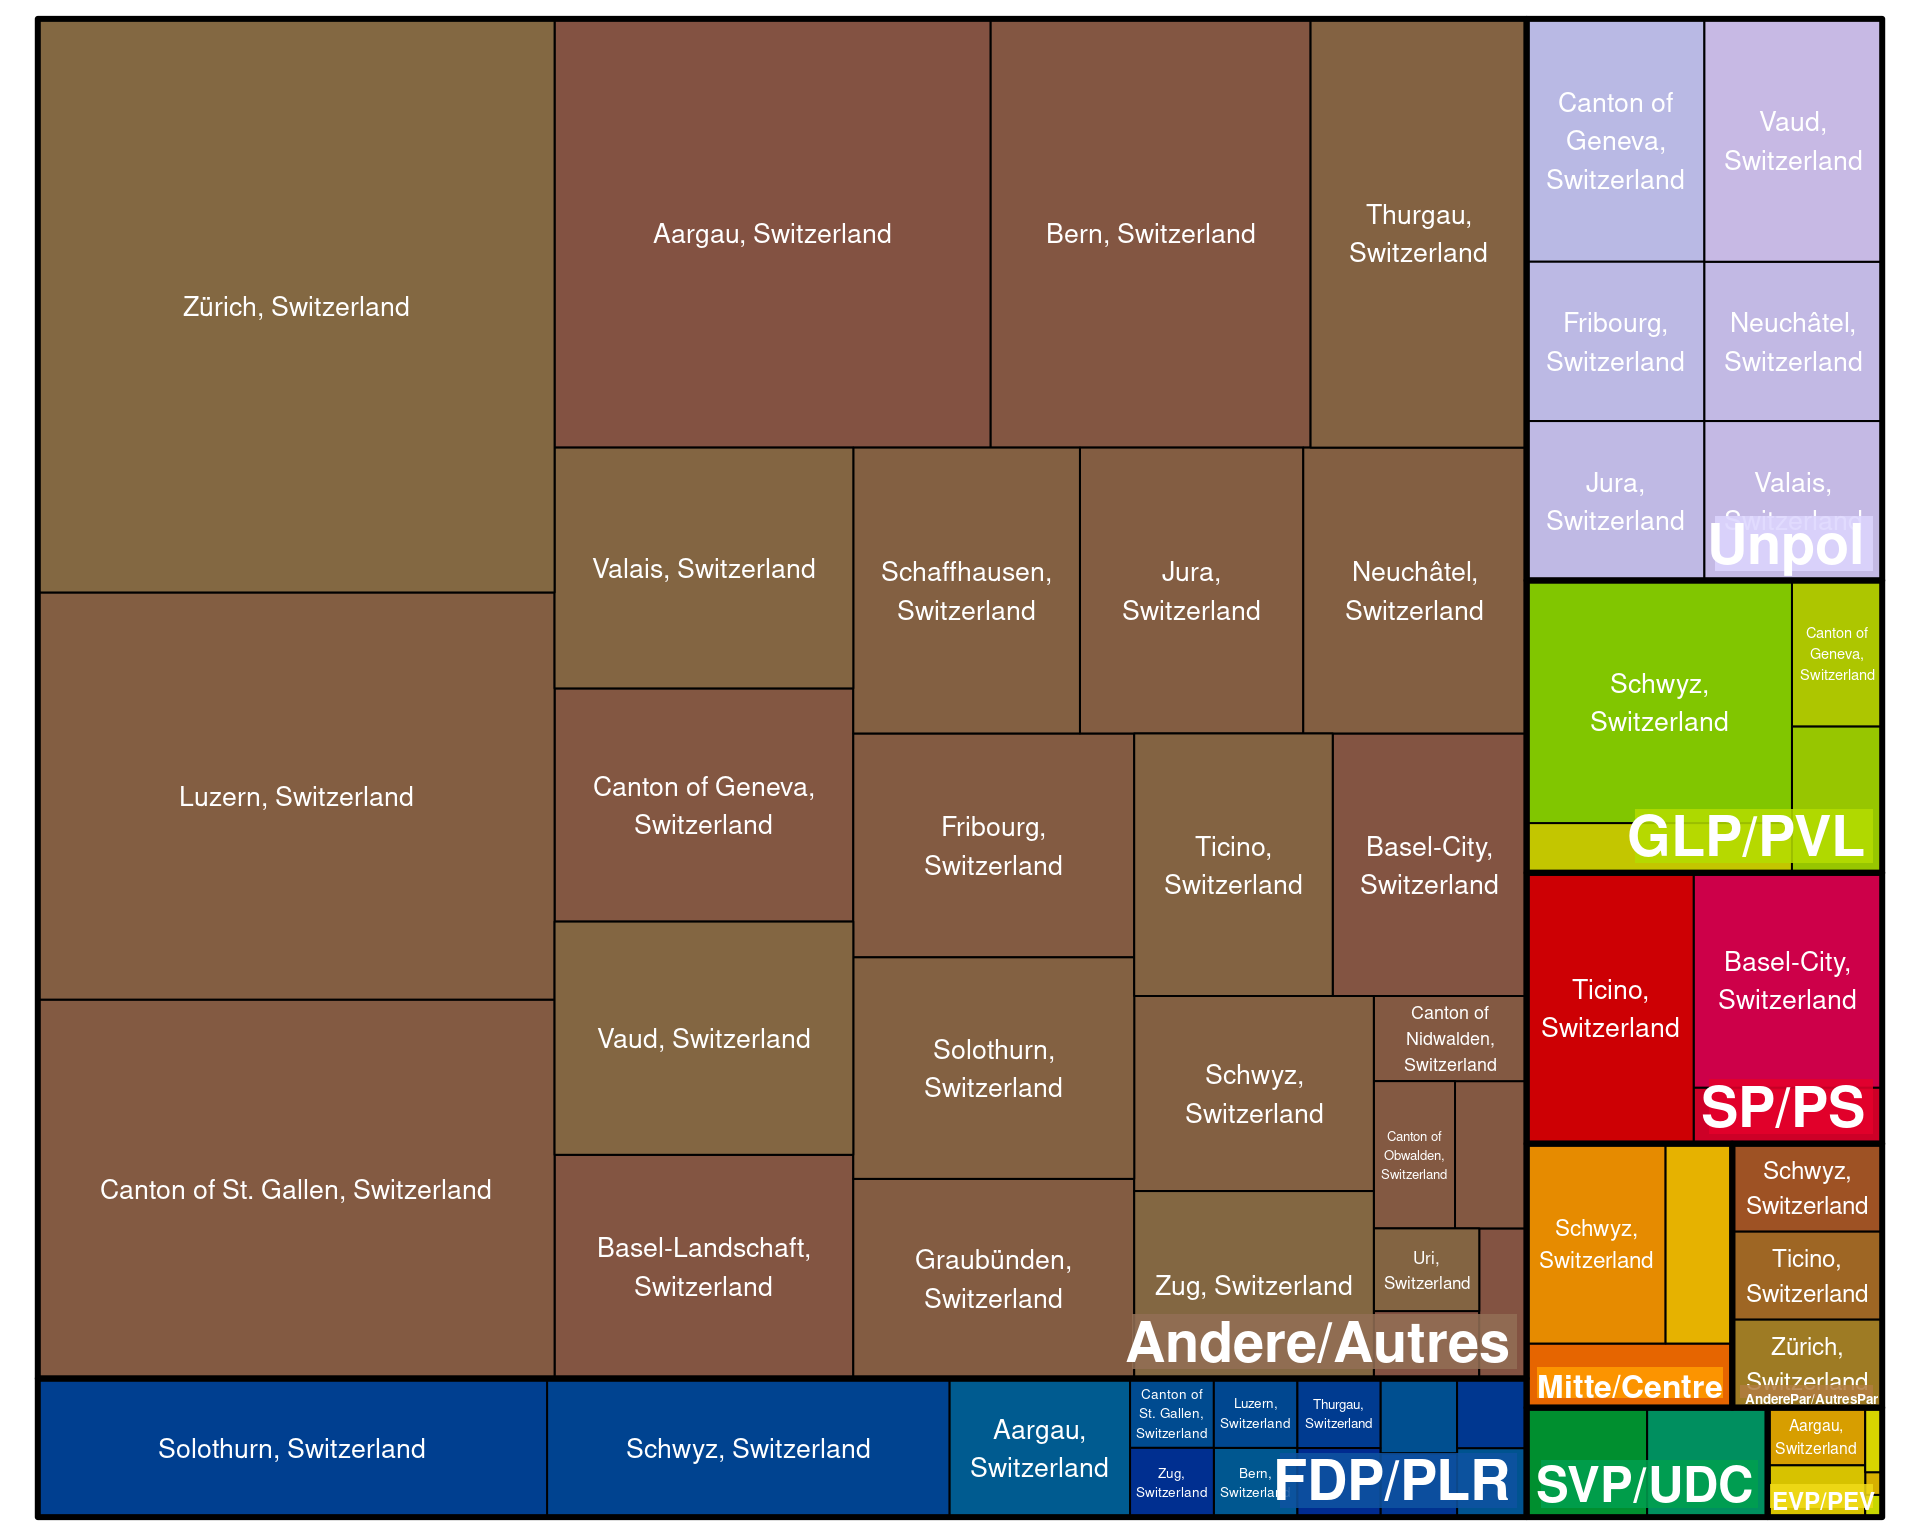 Zürich, Switzerland
Luzern, Switzerland
Canton of St. Gallen, Switzerland
Aargau, Switzerland
Bern, Switzerland
Thurgau,
Switzerland
Valais, Switzerland
Canton of Geneva,
Switzerland
Vaud, Switzerland
Basel-Landschaft,
Switzerland
Schaffhausen,
Switzerland
Jura,
Switzerland
Neuchâtel,
Switzerland
Fribourg,
Switzerland
Solothurn,
Switzerland
Graubünden,
Switzerland
Ticino,
Switzerland
Basel-City,
Switzerland
Schwyz,
Switzerland
Zug, Switzerland
Canton of
Nidwalden,
Switzerland
Canton of
Obwalden,
Switzerland
Uri,
Switzerland
Andere/Autres
Solothurn, Switzerland
Schwyz, Switzerland
Aargau,
Switzerland
Canton of
St. Gallen,
Switzerland
Zug,
Switzerland
Luzern,
Switzerland
Bern,
Switzerland
Thurgau,
Switzerland
FDP/PLR
Canton of
Geneva,
Switzerland
Vaud,
Switzerland
Fribourg,
Switzerland
Neuchâtel,
Switzerland
Jura,
Switzerland
Valais,
Switzerland
Unpol
Schwyz,
Switzerland
Canton of
Geneva,
Switzerland
GLP/PVL
Ticino,
Switzerland
Basel-City,
Switzerland
SP/PS
Schwyz,
Switzerland
Mitte/Centre
Schwyz,
Switzerland
Ticino,
Switzerland
Zürich,
Switzerland
AnderePar/AutresPar
SVP/UDC
Aargau,
Switzerland
EVP/PEV